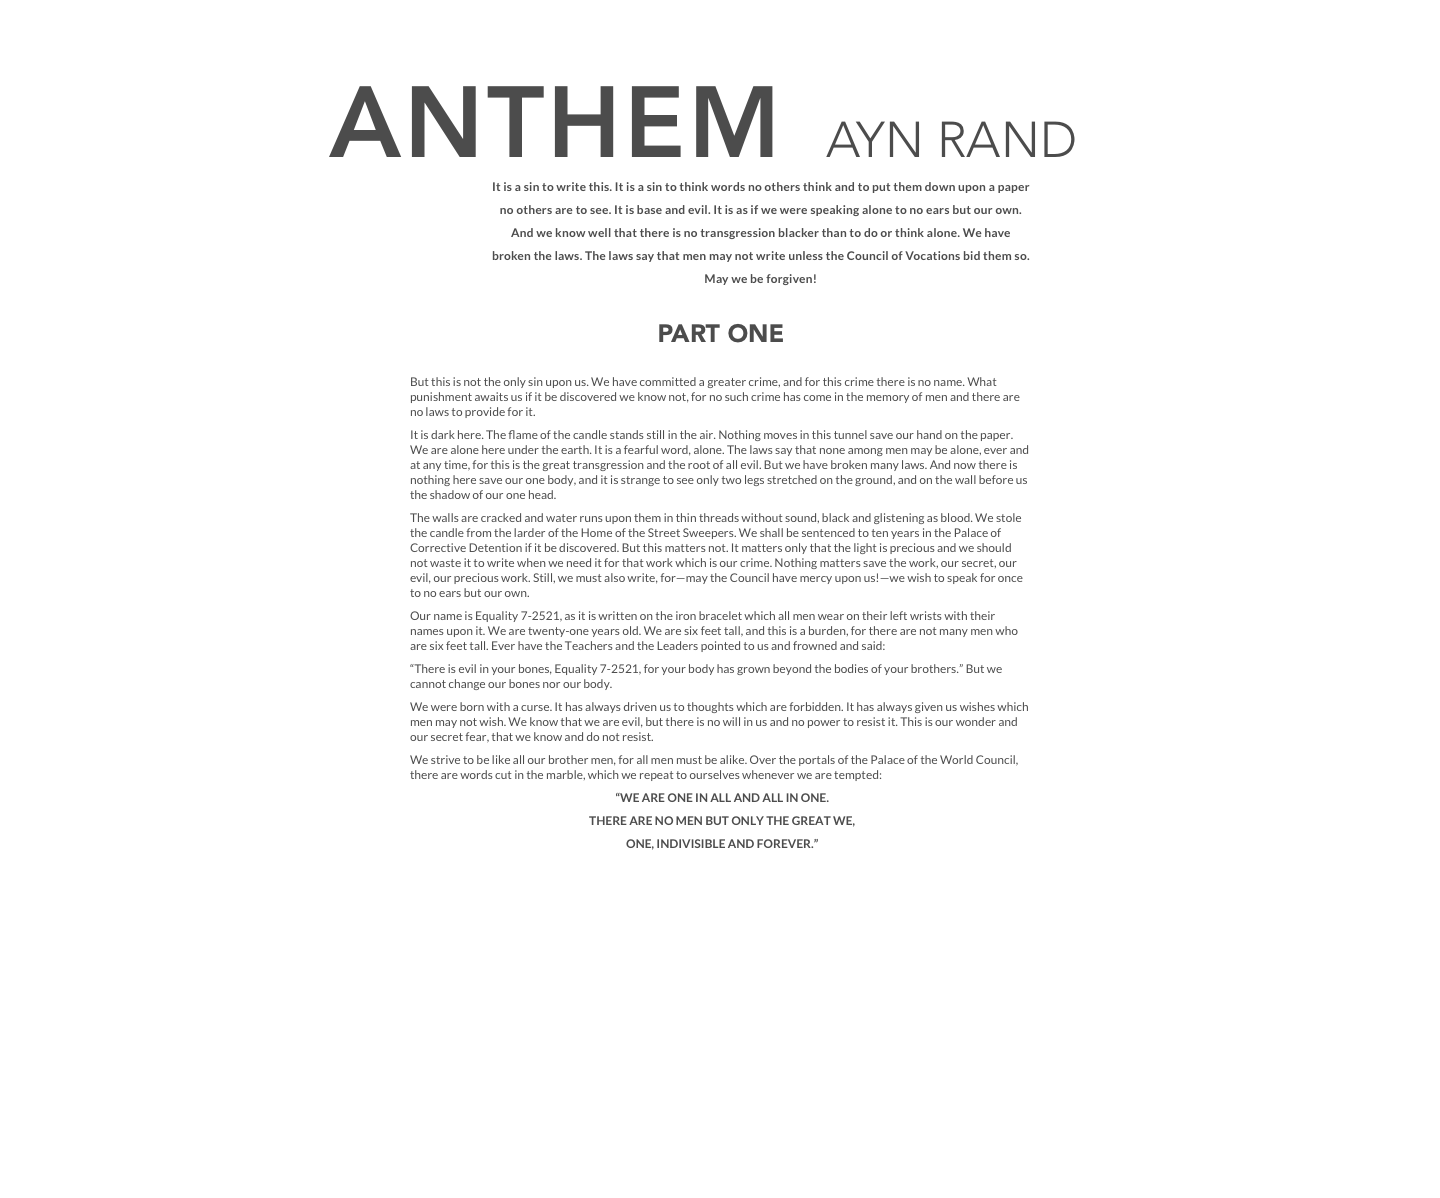 ANTHEM AYN RAND
It is a sin to write this. It is a sin to think words no others think and to put them down upon a paper
no others are to see. It is base and evil. It is as if we were speaking alone to no ears but our own.
And we know well that there is no transgression blacker than to do or think alone. We have
broken the laws. The laws say that men may not write unless the Council of Vocations bid them so.
May we be forgiven!
PART ONE
But this is not the only sin upon us. We have committed a greater crime, and for this crime there is no name. What
punishment awaits us if it be discovered we know not, for no such crime has come in the memory of men and there are
no laws to provide for it.
It is dark here. The flame of the candle stands still in the air. Nothing moves in this tunnel save our hand on the paper.
We are alone here under the earth. It is a fearful word, alone. The laws say that none among men may be alone, ever and
at any time, for this is the great transgression and the root of all evil. But we have broken many laws. And now there is
nothing here save our one body, and it is strange to see only two legs stretched on the ground, and on the wall before us
the shadow of our one head.
The walls are cracked and water runs upon them in thin threads without sound, black and glistening as blood. We stole
the candle from the larder of the Home of the Street Sweepers. We shall be sentenced to ten years in the Palace of
Corrective Detention if it be discovered. But this matters not. It matters only that the light is precious and we should
not waste it to write when we need it for that work which is our crime. Nothing matters save the work, our secret, our
evil, our precious work. Still, we must also write, for—may the Council have mercy upon us!—we wish to speak for once
to no ears but our own.
Our name is Equality 7-2521, as it is written on the iron bracelet which all men wear on their left wrists with their
names upon it. We are twenty-one years old. We are six feet tall, and this is a burden, for there are not many men who
are six feet tall. Ever have the Teachers and the Leaders pointed to us and frowned and said:
“There is evil in your bones, Equality 7-2521, for your body has grown beyond the bodies of your brothers.” But we
cannot change our bones nor our body.
We were born with a curse. It has always driven us to thoughts which are forbidden. It has always given us wishes which
men may not wish. We know that we are evil, but there is no will in us and no power to resist it. This is our wonder and
our secret fear, that we know and do not resist.
We strive to be like all our brother men, for all men must be alike. Over the portals of the Palace of the World Council,
there are words cut in the marble, which we repeat to ourselves whenever we are tempted:
“WE ARE ONE IN ALL AND ALL IN ONE.
THERE ARE NO MEN BUT ONLY THE GREAT WE,
ONE, INDIVISIBLE AND FOREVER.”